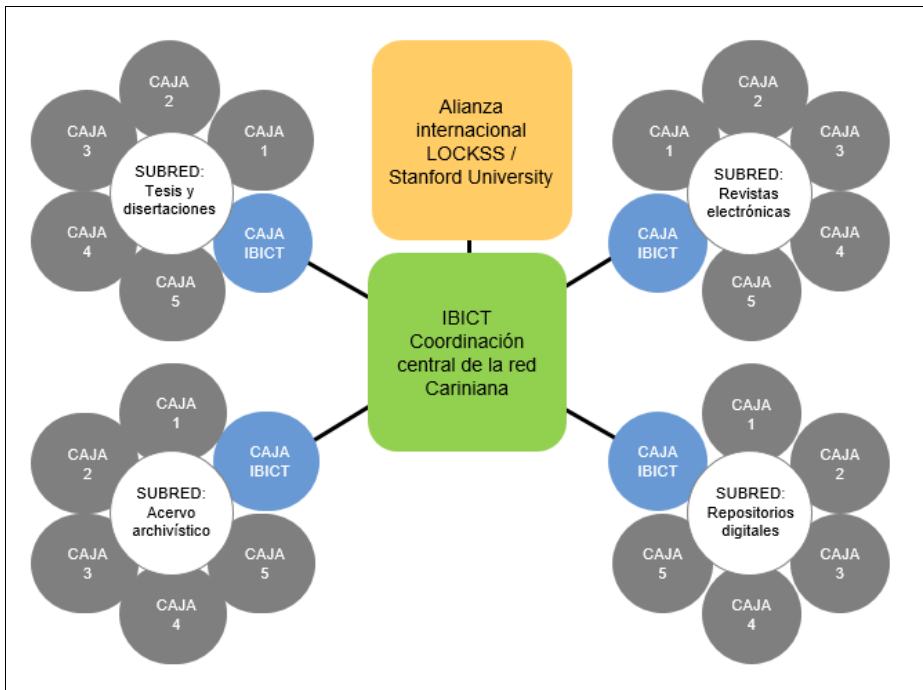 CAJA
2
CAJA
3
CAJA
1
SUBRED:
Tesis y
disertaciones
CAJA
4
CAJA
IBICT
CAJA
5
Alianza
internacional
LOCKSS /
Stanford University
CAJA
2
CAJA
1
CAJA
3
SUBRED:
Revistas
electrónicas
CAJA
IBICT
CAJA
4
CAJA
5
IBICT
Coordinación
central de la red
Cariniana
CAJA
1
CAJA
2
CAJA
IBICT
SUBRED:
Acervo
archivístico
CAJA
3
CAJA
5
CAJA
4
CAJA
1
CAJA
IBICT
CAJA
2
SUBRED:
Repositorios
digitales
CAJA
5
CAJA
3
CAJA
4